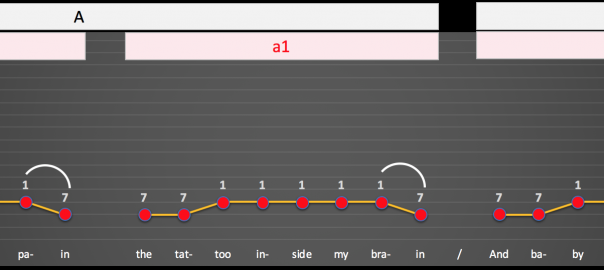 A
a1
1 7 7 7 1 1 1 1 1 7 7 7 1
pa- in the tat- too in- side my bra- in / And ba- by